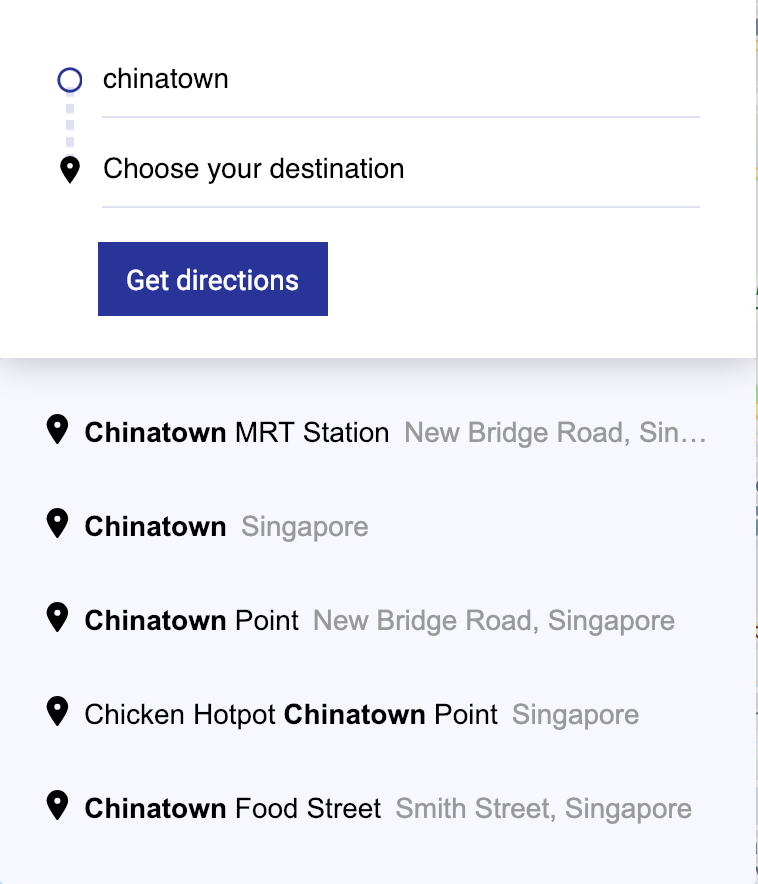 chinatown
Choose your destination
Get directions
Chinatown MRT Station New Bridge Road, Sin...
Chinatown Singapore
Chinatown Point New Bridge Road, Singapore
Chicken Hotpot Chinatown Point Singapore
Chinatown Food Street Smith Street, Singapore